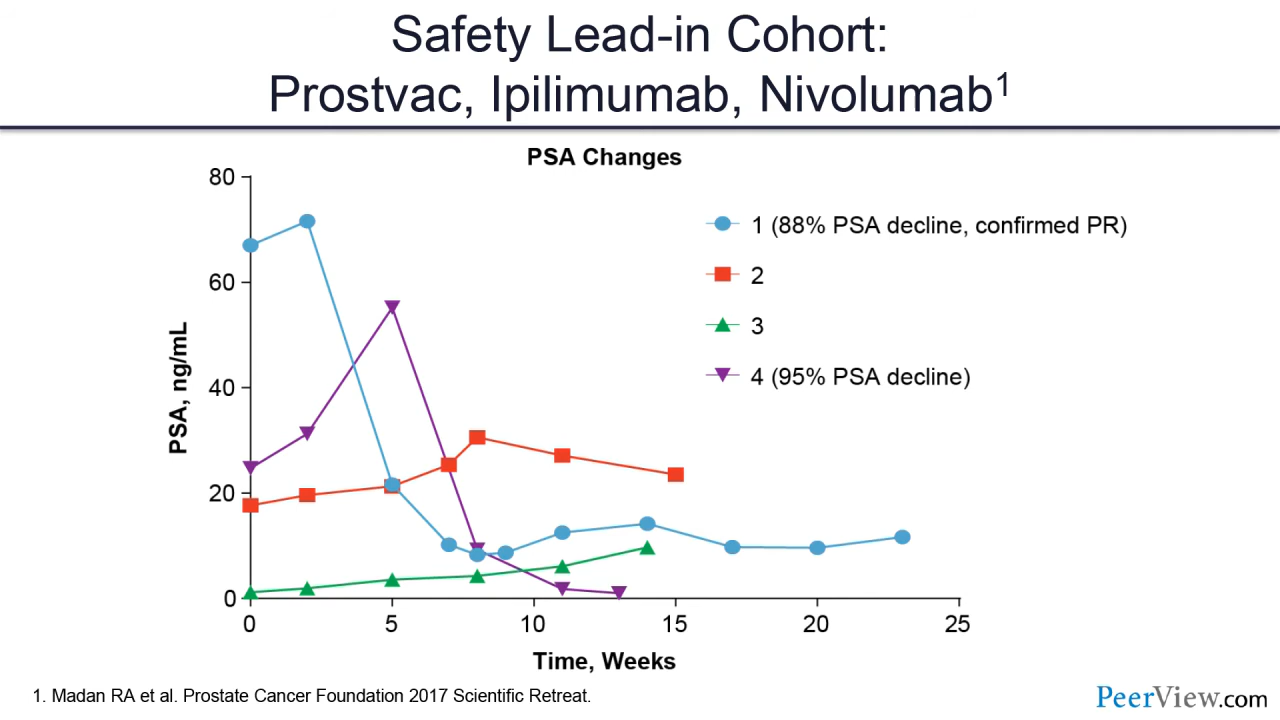 Safety Lead-in Cohort:
Prostvac, Ipilimumab, Nivolumab1
PSA Changes
80
60
40
20
0
PSA, ng/mL
1 (88% PSA decline, confirmed PR)
2
3
4 (95% PSA decline)
0 5 10 15 20 25
Time, Weeks
1. Madan RA et al. Prostate Cancer Foundation 2017 Scientific Retreat.
PeerView.com